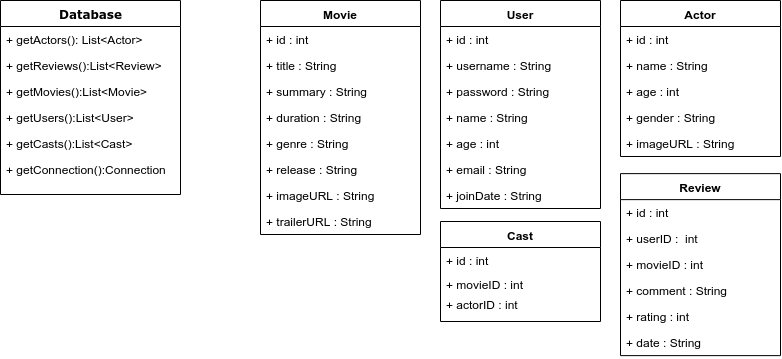 Database
+ getActors(): List<Actor>
+ getReviews():List<Review>
+ getMovies():List<Movie>
+ getUsers():List<User>
+ getCasts():List<Cast>
+ getConnection():Connection
Movie
+ id : int
+ title : String
+ summary : String
+ duration : String
+ genre : String
+ release : String
+ imageURL : String
+ trailerURL : String
User
+ id : int
+ username : String
+ password : String
+ name : String
+ age : int
+ email : String
+ joinDate : String
Cast
+ id : int
+ movieID : int
+ actorID : int
Actor
+ id : int
+ name : String
+ age : int
+ gender : String
+ imageURL : String
Review
+ id : int
+ userID :  int
+ movieID : int
+ comment : String
+ rating : int
+ date : String